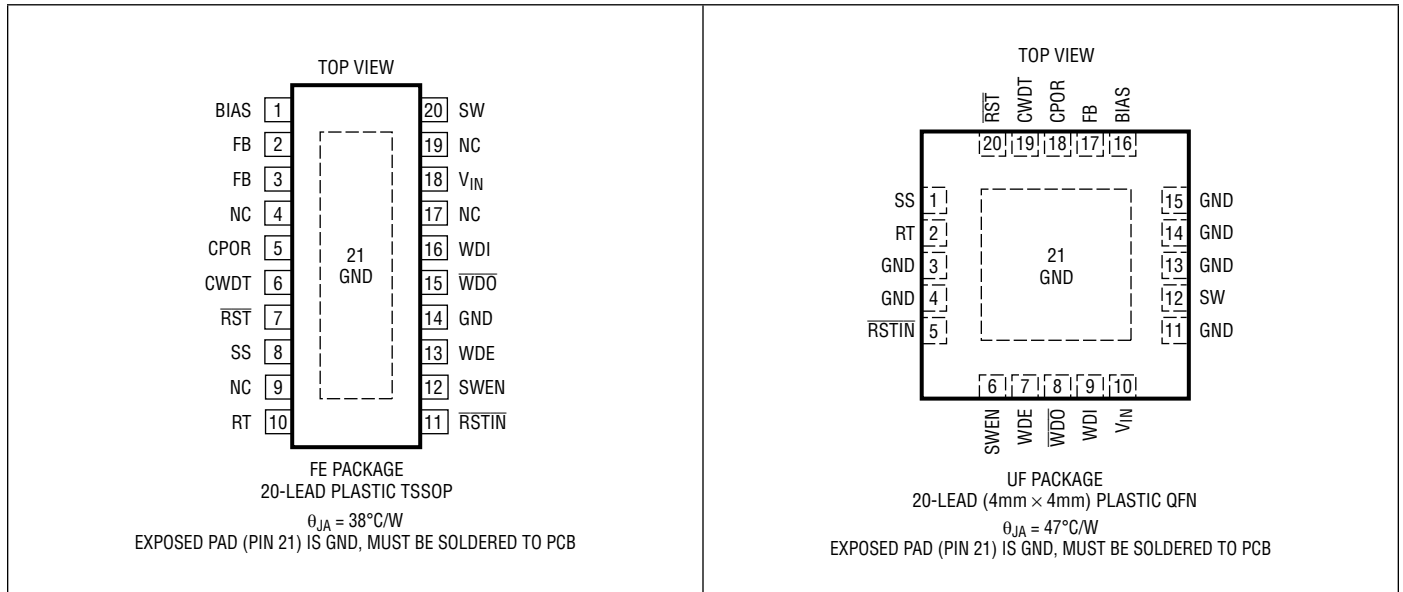 TOP VIEW
BIAS 1
FB 2
FB 3
NC 4
CPOR 5
CWDT 6
R̅S̅T̅ 7
SS 8
NC 9
RT 10
20 SW
19 NC
18 VIN
17 NC
16 WDI
15 W̅D̅O̅
14 GND
13 WDE
12 SWEN
11 R̅S̅T̅I̅N̅
21
GND
FE PACKAGE
20-LEAD PLASTIC TSSOP
θJA = 38°C/W
EXPOSED PAD (PIN 21) IS GND, MUST BE SOLDERED TO PCB
TOP VIEW
R̅S̅T̅ CWDT CPOR FB BIAS
20 19 18 17 16
SS 1
RT 2
GND 3
GND 4
R̅S̅T̅I̅N̅ 5
15 GND
14 GND
13 GND
12 SW
11 GND
21
GND
6 7 8 9 10
SWEN WDE W̅D̅O̅ WDI VIN
UF PACKAGE
20-LEAD (4mm × 4mm) PLASTIC QFN
θJA = 47°C/W
EXPOSED PAD (PIN 21) IS GND, MUST BE SOLDERED TO PCB